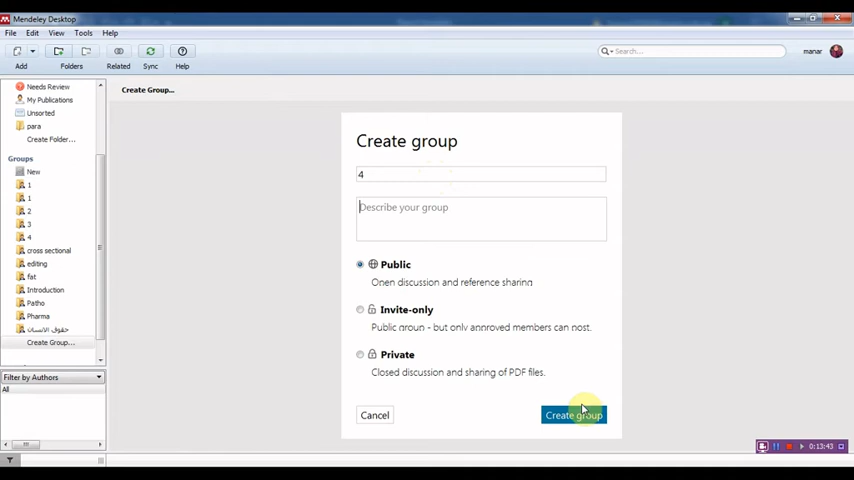 Mendeley Desktop
File Edit View Tools Help
Add Folders Related Sync Help
Search...
manar
Needs Review
My Publications
Unsorted
para
Create Folder...
Groups
New
1
1
2
3
4
cross sectional
editing
fat
Introduction
Patho
Pharma
حقوق الانسان
Create Group...
Filter by Authors
All
Create Group...
Create group
4
Describe your group
Public
Open discussion and reference sharing
Invite-only
Public group - but only approved members can post.
Private
Closed discussion and sharing of PDF files.
Cancel
Create group
0:13:43